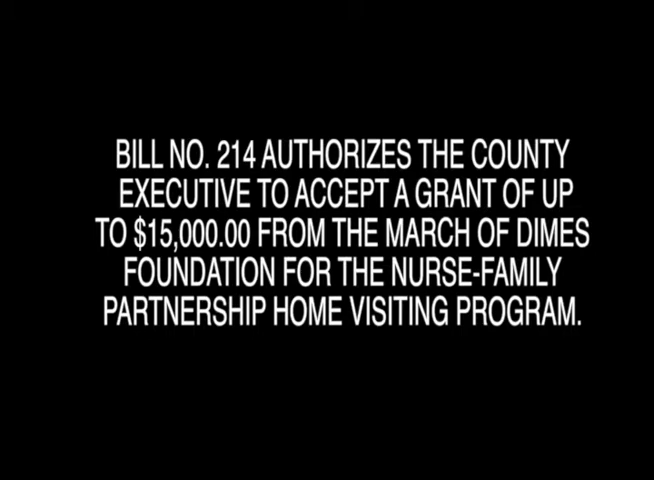 BILL NO. 214 AUTHORIZES THE COUNTY
EXECUTIVE TO ACCEPT A GRANT OF UP
TO $15,000.00 FROM THE MARCH OF DIMES
FOUNDATION FOR THE NURSE-FAMILY
PARTNERSHIP HOME VISITING PROGRAM.